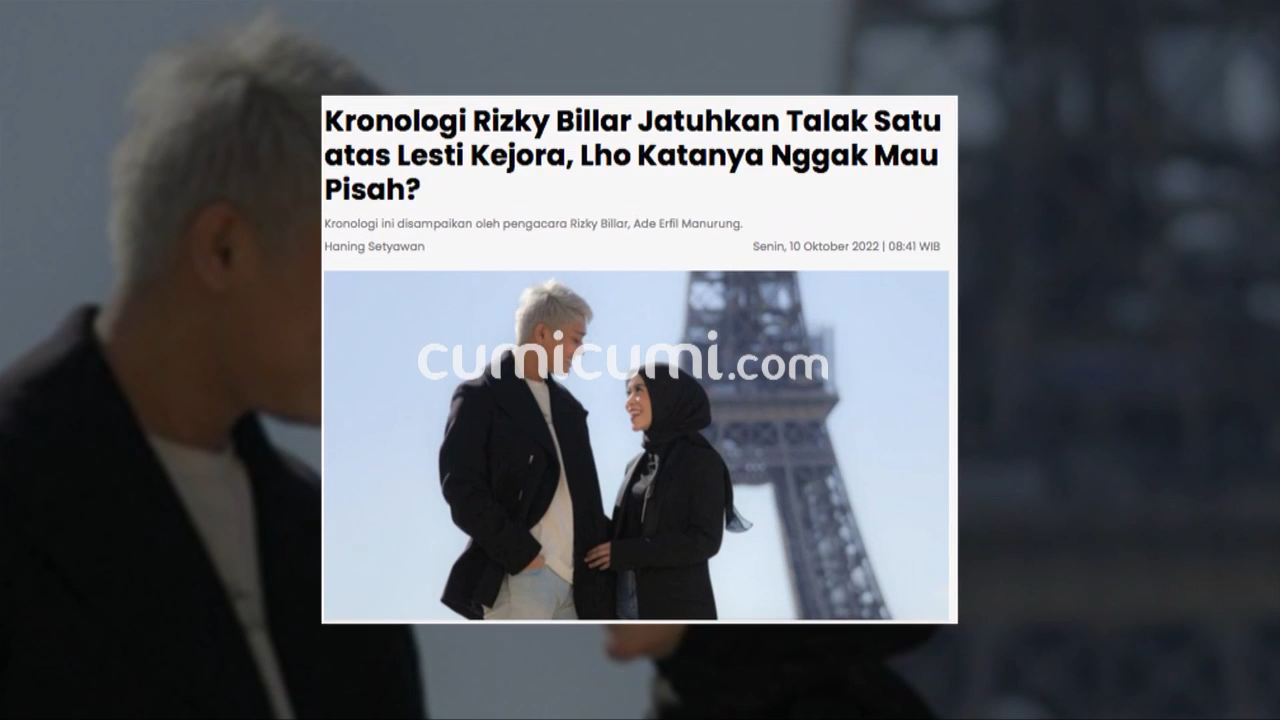 Kronologi Rizky Billar Jatuhkan Talak Satu
atas Lesti Kejora, Lho Katanya Nggak Mau
Pisah?
Kronologi ini disampaikan oleh pengacara Rizky Billar, Ade Erfil Manurung.
Haning Setyawan
Senin, 10 Oktober 2022 | 08:41 WIB
cumicumi.com